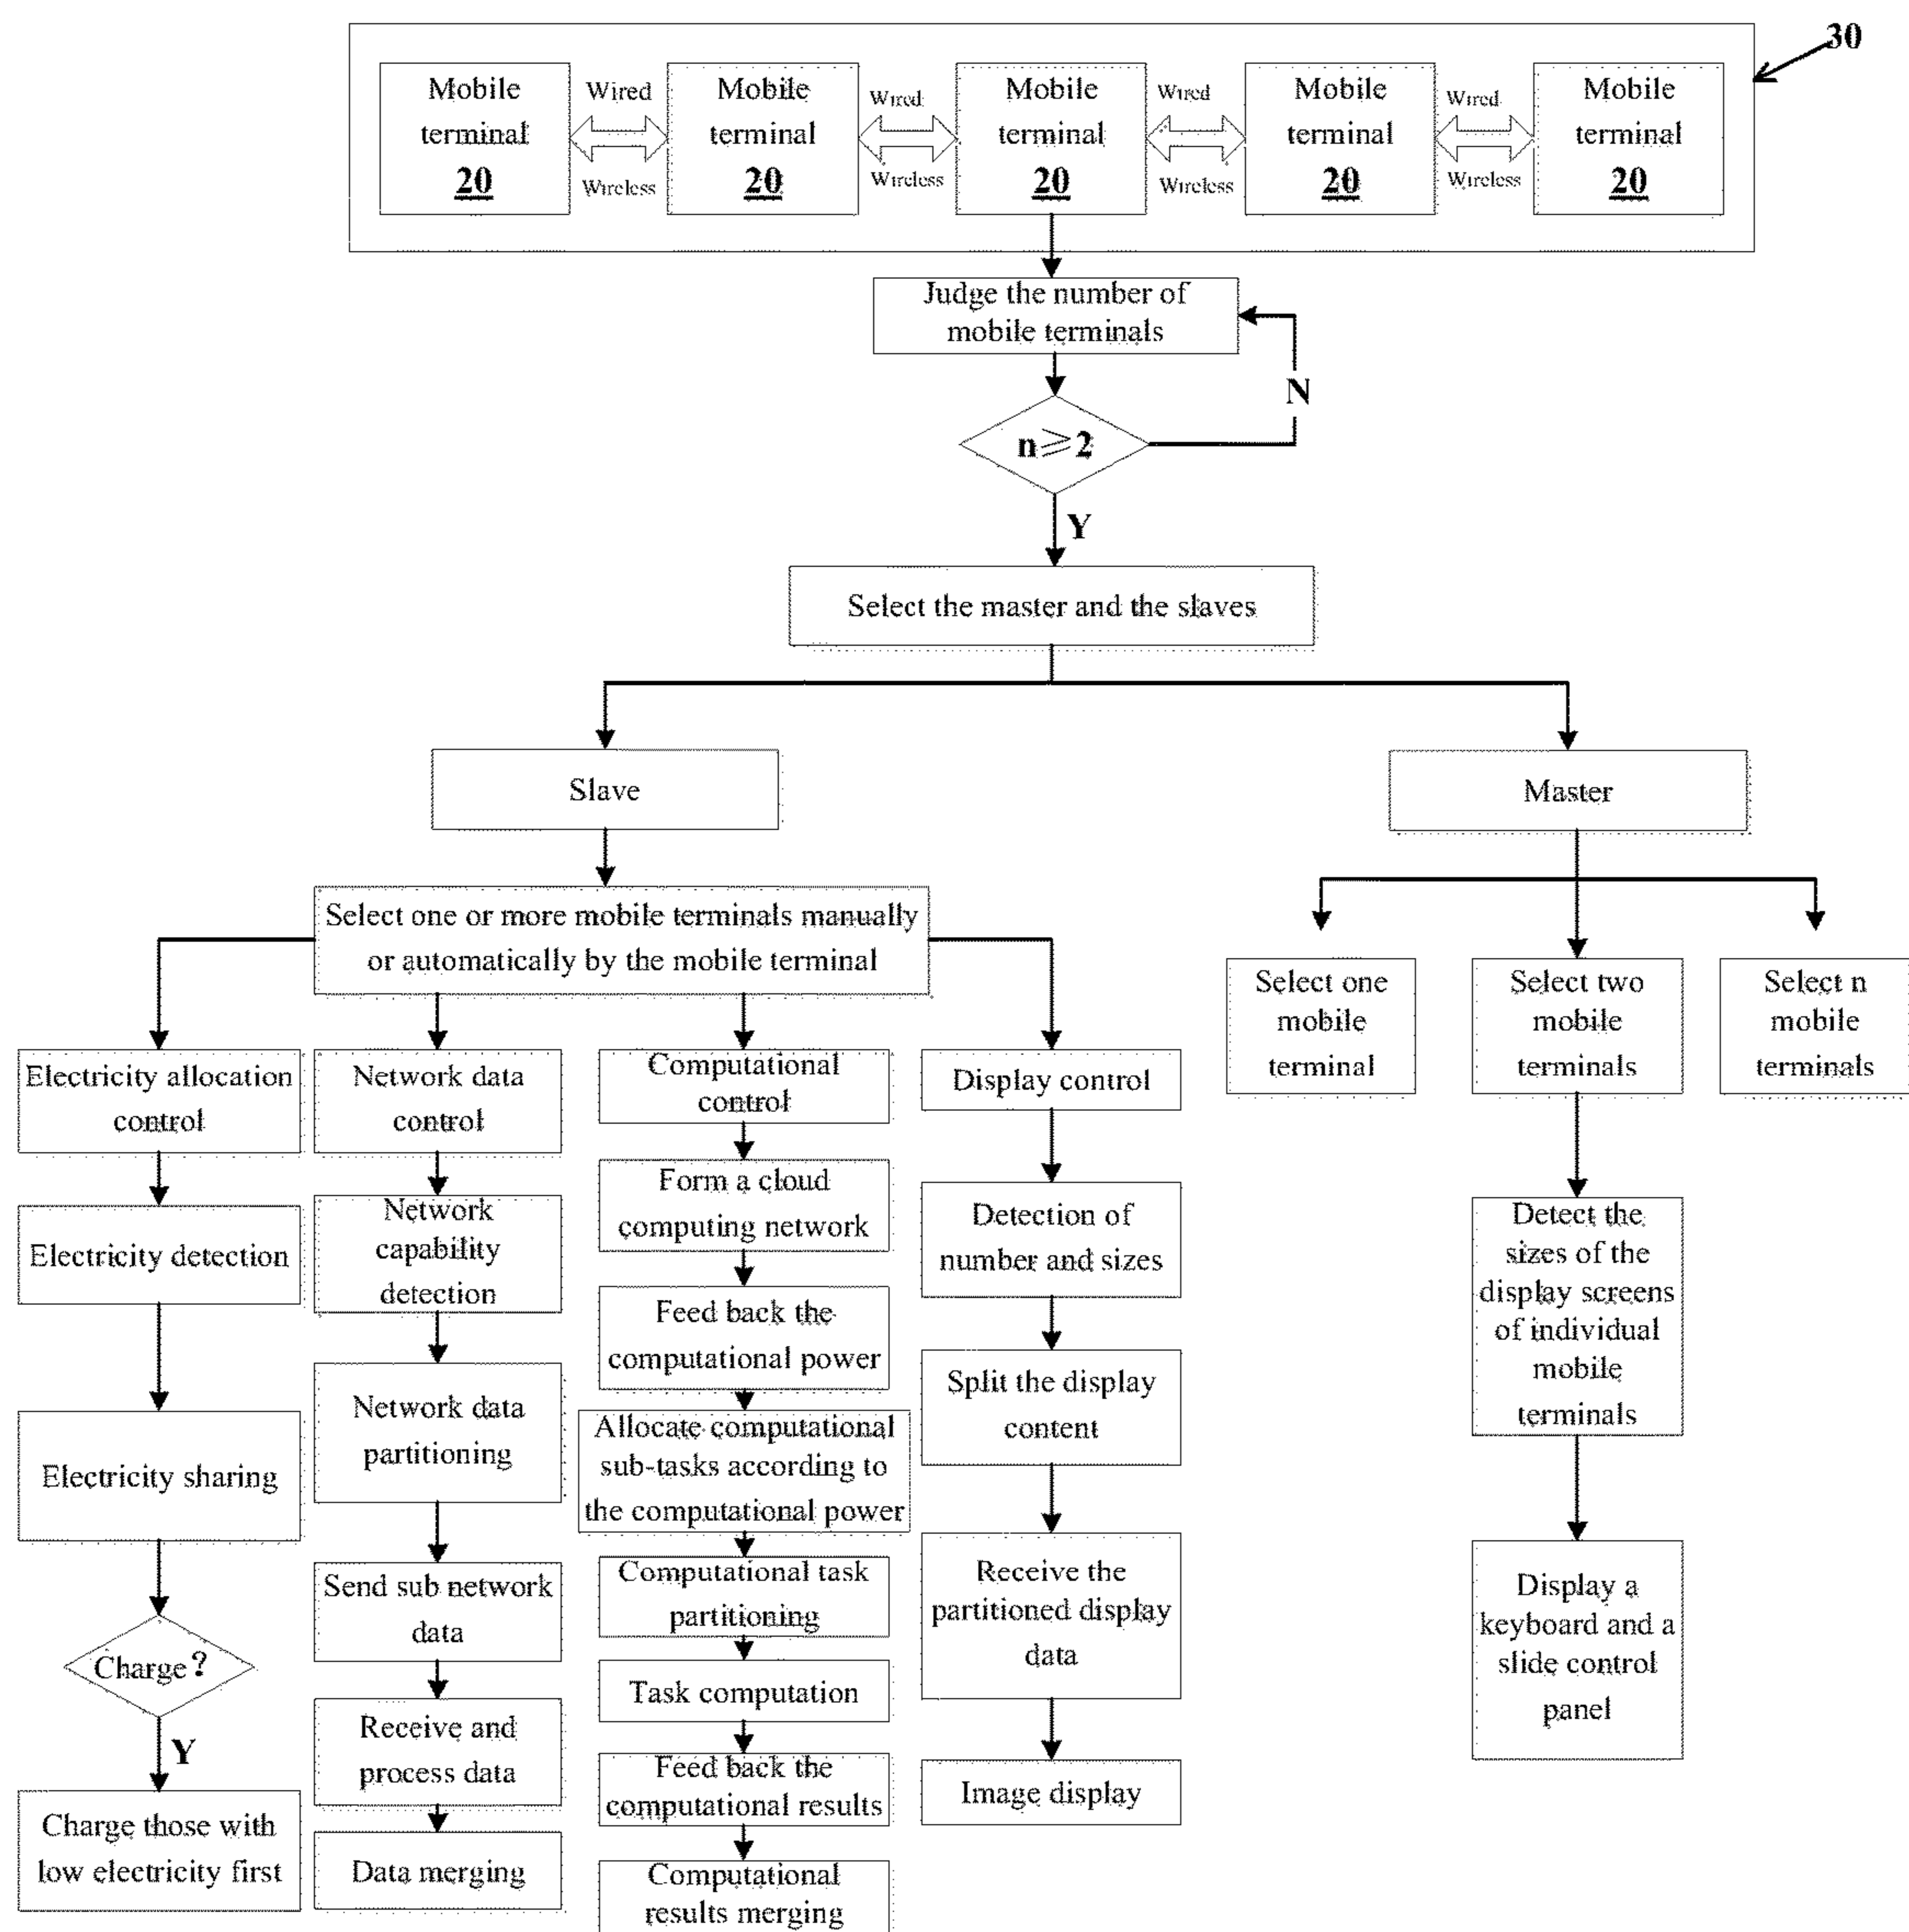 30
Mobile
terminal
20
Wired
Wireless
Mobile
terminal
20
Wired
Wireless
Mobile
terminal
20
Wired
Wireless
Mobile
terminal
20
Wired
Wireless
Mobile
terminal
20
Judge the number of
mobile terminals
N
n≥2
Y
Select the master and the slaves
Slave
Master
Select one or more mobile terminals manually
or automatically by the mobile terminal
Select one
mobile
terminal
Select two
mobile
terminals
Select n
mobile
terminals
Electricity allocation
control
Electricity detection
Electricity sharing
Charge?
Y
Charge those with
low electricity first
Network data
control
Network
capability
detection
Network data
partitioning
Send sub network
data
Receive and
process data
Data merging
Computational
control
Form a cloud
computing network
Feed back the
computational power
Allocate computational
sub-tasks according to
the computational power
Computational task
partitioning
Task computation
Feed back the
computational results
Computational
results merging
Display control
Detection of
number and sizes
Split the display
content
Receive the
partitioned display
data
Image display
Detect the
sizes of the
display screens
of individual
mobile
terminals
Display a
keyboard and a
slide control
panel